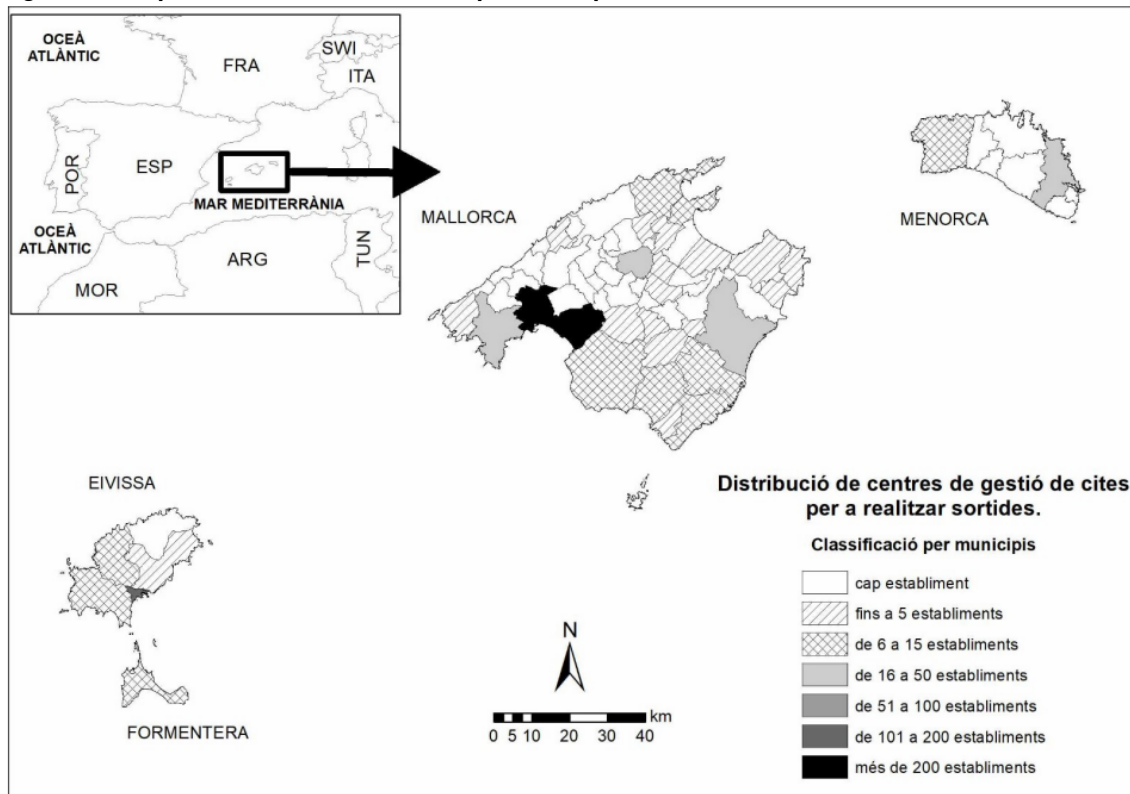 OCEÀ
ATLÀNTIC
FRA
SWI
ITA
POR
ESP
MAR MEDITERRÀNIA
OCEÀ
ATLÀNTIC
MOR
ARG
TUN
MALLORCA
MENORCA
EIVISSA
FORMENTERA
N
km
0 5 10 20 30 40
Distribució de centres de gestió de cites
per a realitzar sortides.
Classificació per municipis
cap establiment
fins a 5 establiments
de 6 a 15 establiments
de 16 a 50 establiments
de 51 a 100 establiments
de 101 a 200 establiments
més de 200 establiments